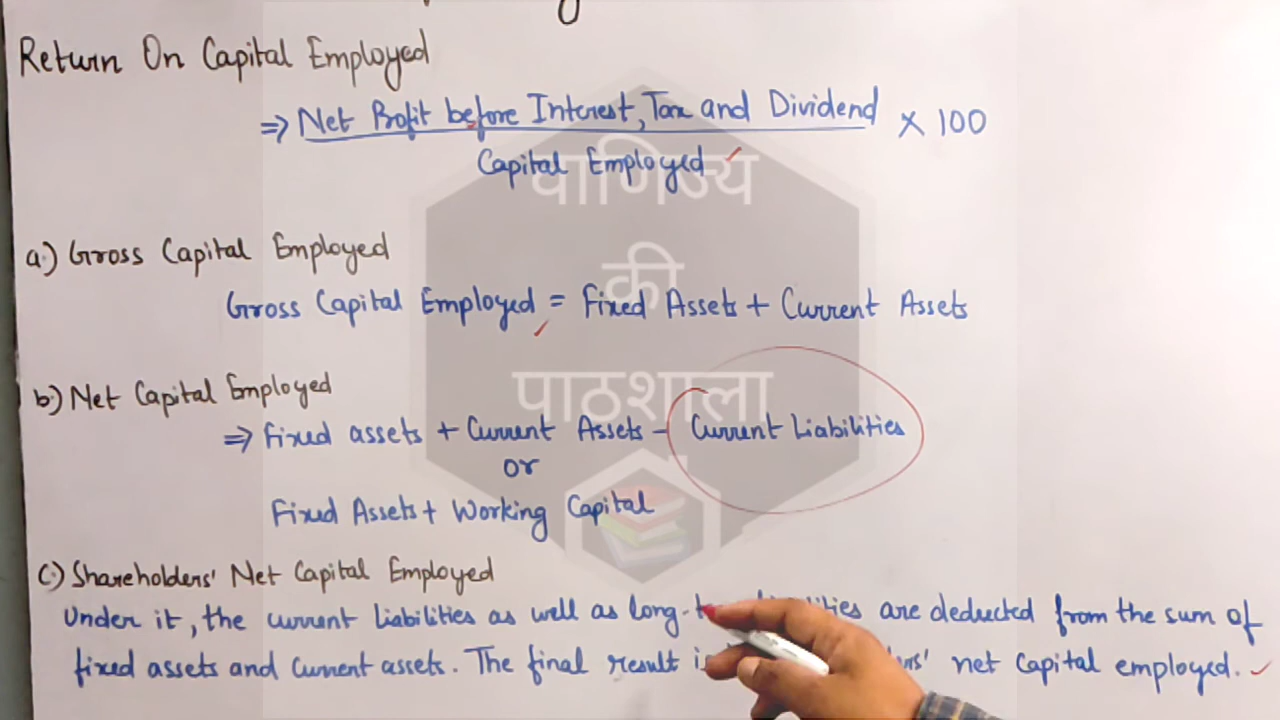 Return On Capital Employed
⇒ Net Profit before Interest, Tax and Dividend × 100
Capital Employed
वाणिज्य
की
पाठशाला
a.) Gross Capital Employed
Gross Capital Employed = Fixed Assets + Current Assets
b.) Net Capital Employed
⇒ Fixed assets + Current Assets - Current Liabilities
or
Fixed Assets + Working Capital
c.) Shareholders' Net Capital Employed
Under it, the current liabilities as well as long- are deducted from the sum of
fixed assets and current assets. The final result net capital employed.